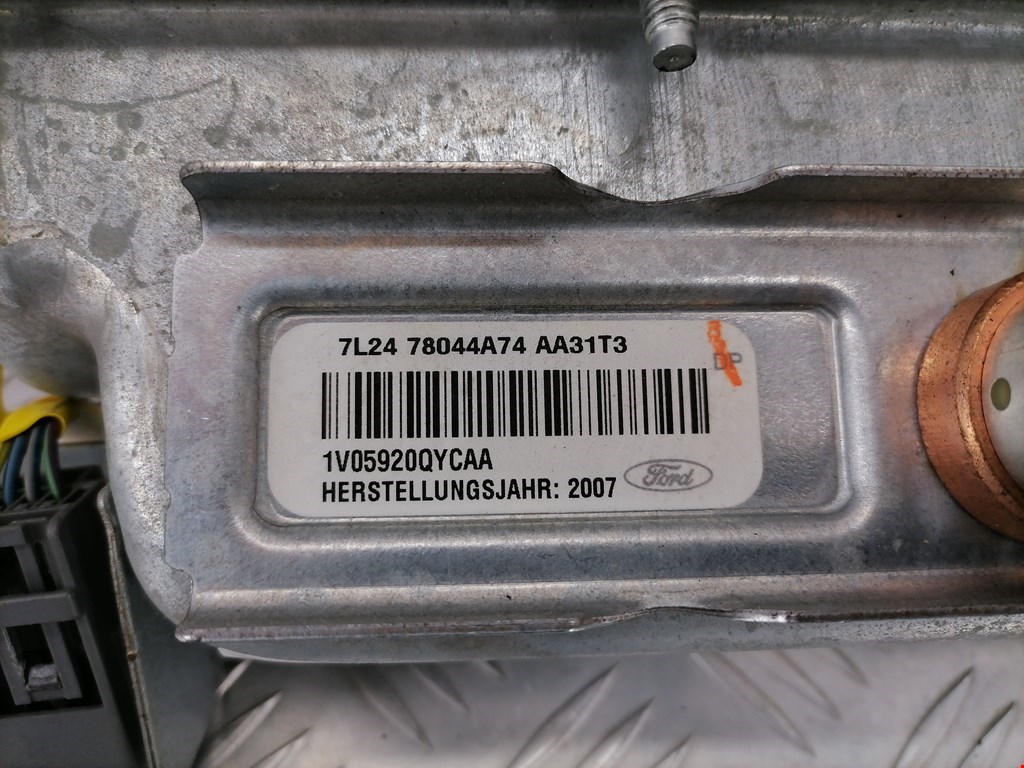 7L24 78044A74 AA31T3
DP
1V05920QYCAA
HERSTELLUNGSJAHR: 2007
Ford